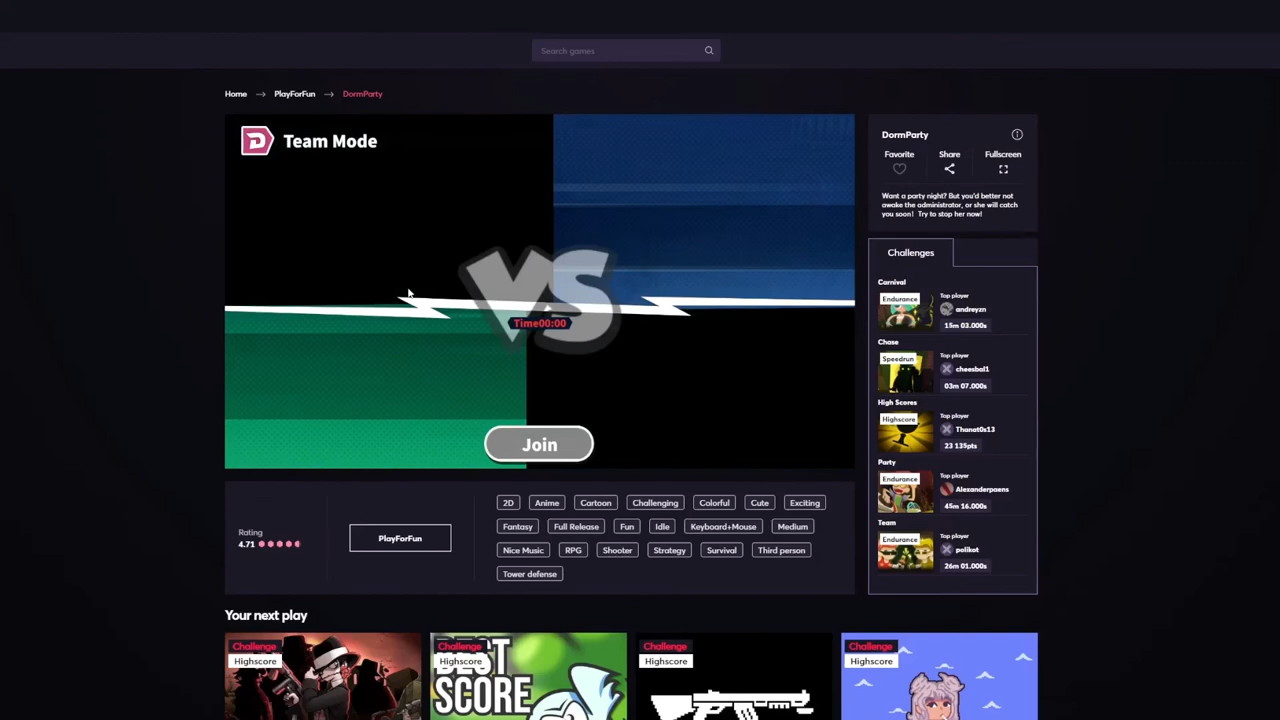 Search games
Home → PlayForFun → DormParty
D Team Mode
VS
Time00:00
Join
DormParty
Favorite Share Fullscreen
Want a party night? But you'd better not
awake the administrator, or she will catch
you soon! Try to stop her now!
Challenges
Carnival
Endurance
Top player
andreyzn
15m 03.000s
Chase
Speedrun
Top player
cheesbal1
03m 07.000s
High Scores
Highscore
Top player
Thanat0s13
23 135pts
Party
Endurance
Top player
Alexanderpaens
45m 16.000s
Team
Endurance
Top player
polikot
26m 01.000s
Rating
4.71
PlayForFun
2D Anime Cartoon Challenging Colorful Cute Exciting
Fantasy Full Release Fun Idle Keyboard+Mouse Medium
Nice Music RPG Shooter Strategy Survival Third person
Tower defense
Your next play
Challenge
Highscore
Challenge
Highscore
BEST
SCORE
Challenge
Highscore
Challenge
Highscore